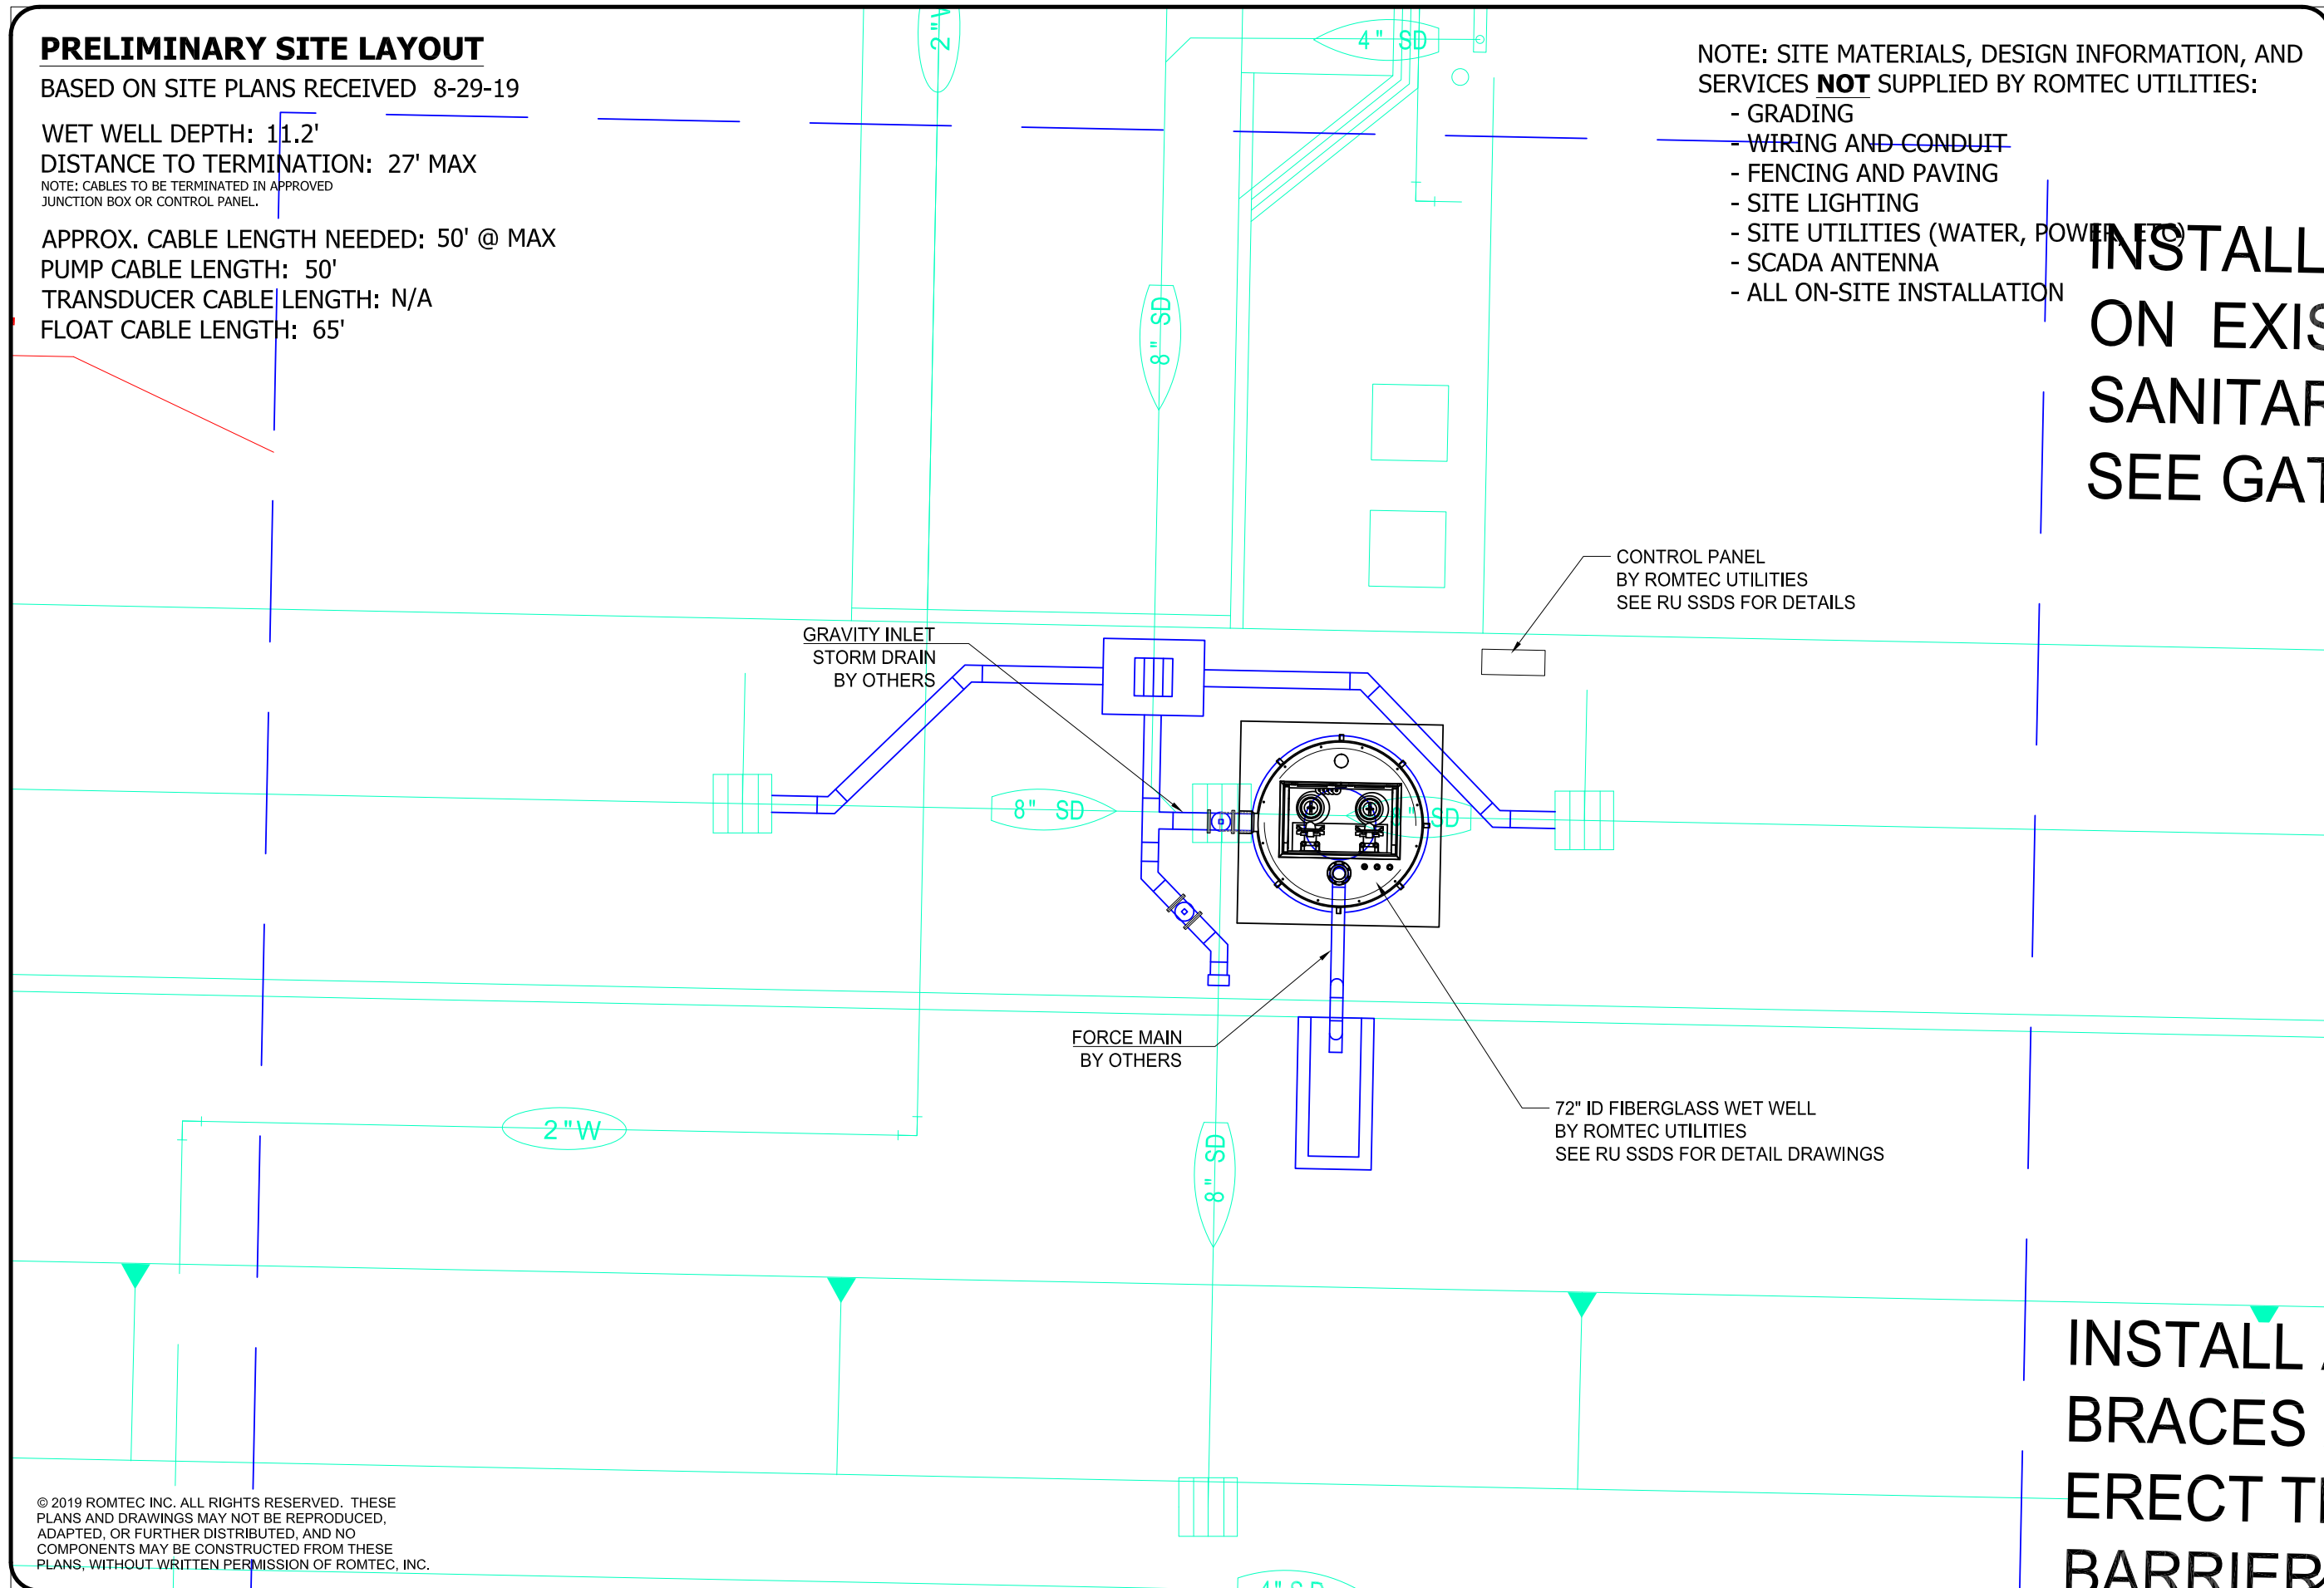 PRELIMINARY SITE LAYOUT
BASED ON SITE PLANS RECEIVED 8-29-19
WET WELL DEPTH: 11.2'
DISTANCE TO TERMINATION: 27' MAX
NOTE: CABLES TO BE TERMINATED IN APPROVED
JUNCTION BOX OR CONTROL PANEL.
APPROX. CABLE LENGTH NEEDED: 50' @ MAX
PUMP CABLE LENGTH: 50'
TRANSDUCER CABLE LENGTH: N/A
FLOAT CABLE LENGTH: 65'
2"
4" SD
NOTE: SITE MATERIALS, DESIGN INFORMATION, AND
SERVICES NOT SUPPLIED BY ROMTEC UTILITIES:
- GRADING
- WIRING AND CONDUIT
- FENCING AND PAVING
- SITE LIGHTING
- SITE UTILITIES (WATER, POWER, ETC)
- SCADA ANTENNA
- ALL ON-SITE INSTALLATION
INSTALL
ON EXIS
SANITAR
SEE GAT
8" SD
CONTROL PANEL
BY ROMTEC UTILITIES
SEE RU SSDS FOR DETAILS
GRAVITY INLET
STORM DRAIN
BY OTHERS
8" SD
" SD
FORCE MAIN
BY OTHERS
72" ID FIBERGLASS WET WELL
BY ROMTEC UTILITIES
SEE RU SSDS FOR DETAIL DRAWINGS
2"W
8" SD
INSTALL
BRACES
ERECT T
BARRIER
© 2019 ROMTEC INC. ALL RIGHTS RESERVED. THESE
PLANS AND DRAWINGS MAY NOT BE REPRODUCED,
ADAPTED, OR FURTHER DISTRIBUTED, AND NO
COMPONENTS MAY BE CONSTRUCTED FROM THESE
PLANS, WITHOUT WRITTEN PERMISSION OF ROMTEC, INC.
4" SD